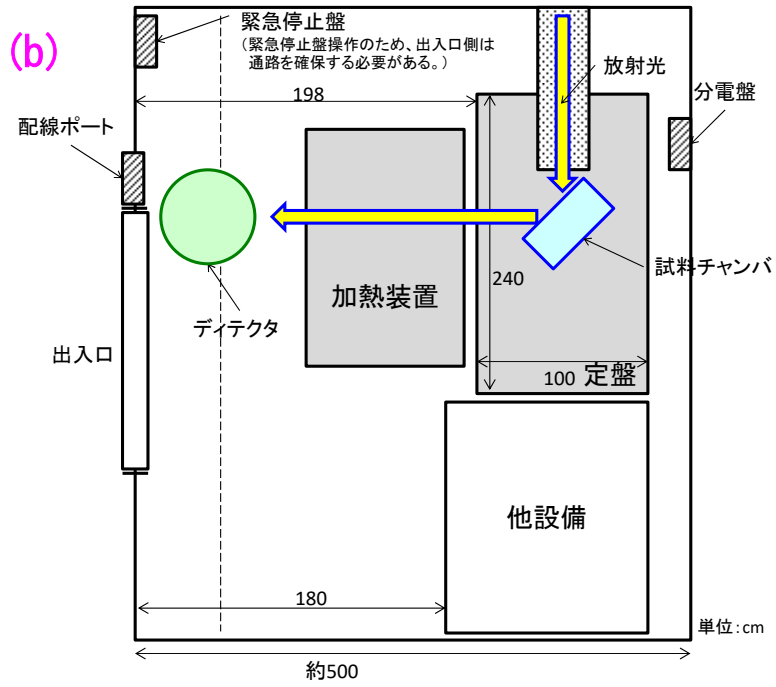 (b)
緊急停止盤
（緊急停止盤操作のため、出入口側は
通路を確保する必要がある。）
放射光
198
分電盤
配線ポート
試料チャンバ
240
加熱装置
ディテクタ
出入口
100 定盤
他設備
180
単位：cm
約500